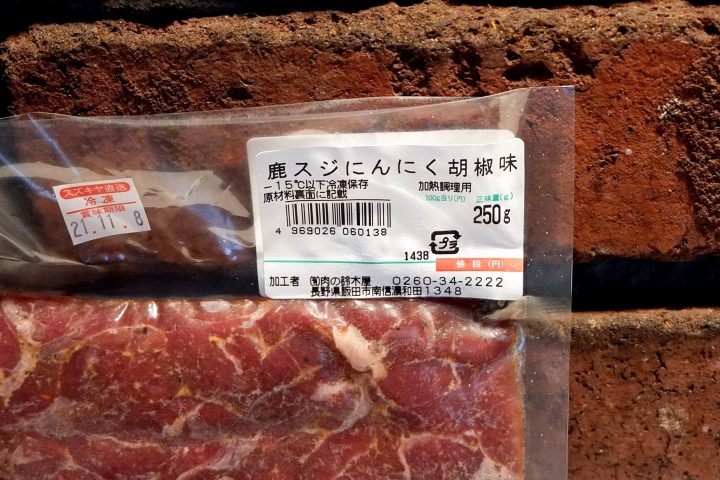 スズキヤ直送
冷凍
賞味期限
21.11.8
鹿スジにんにく胡椒味
-15℃以下冷凍保存
加熱調理用
原材料裏面に記載
100g当り(円)
正味量(g)
250g
4 969026 060138
プラ
1438
値段(円)
加工者 ㈲肉の鈴木屋 0260-34-2222
長野県飯田市南信濃和田1348